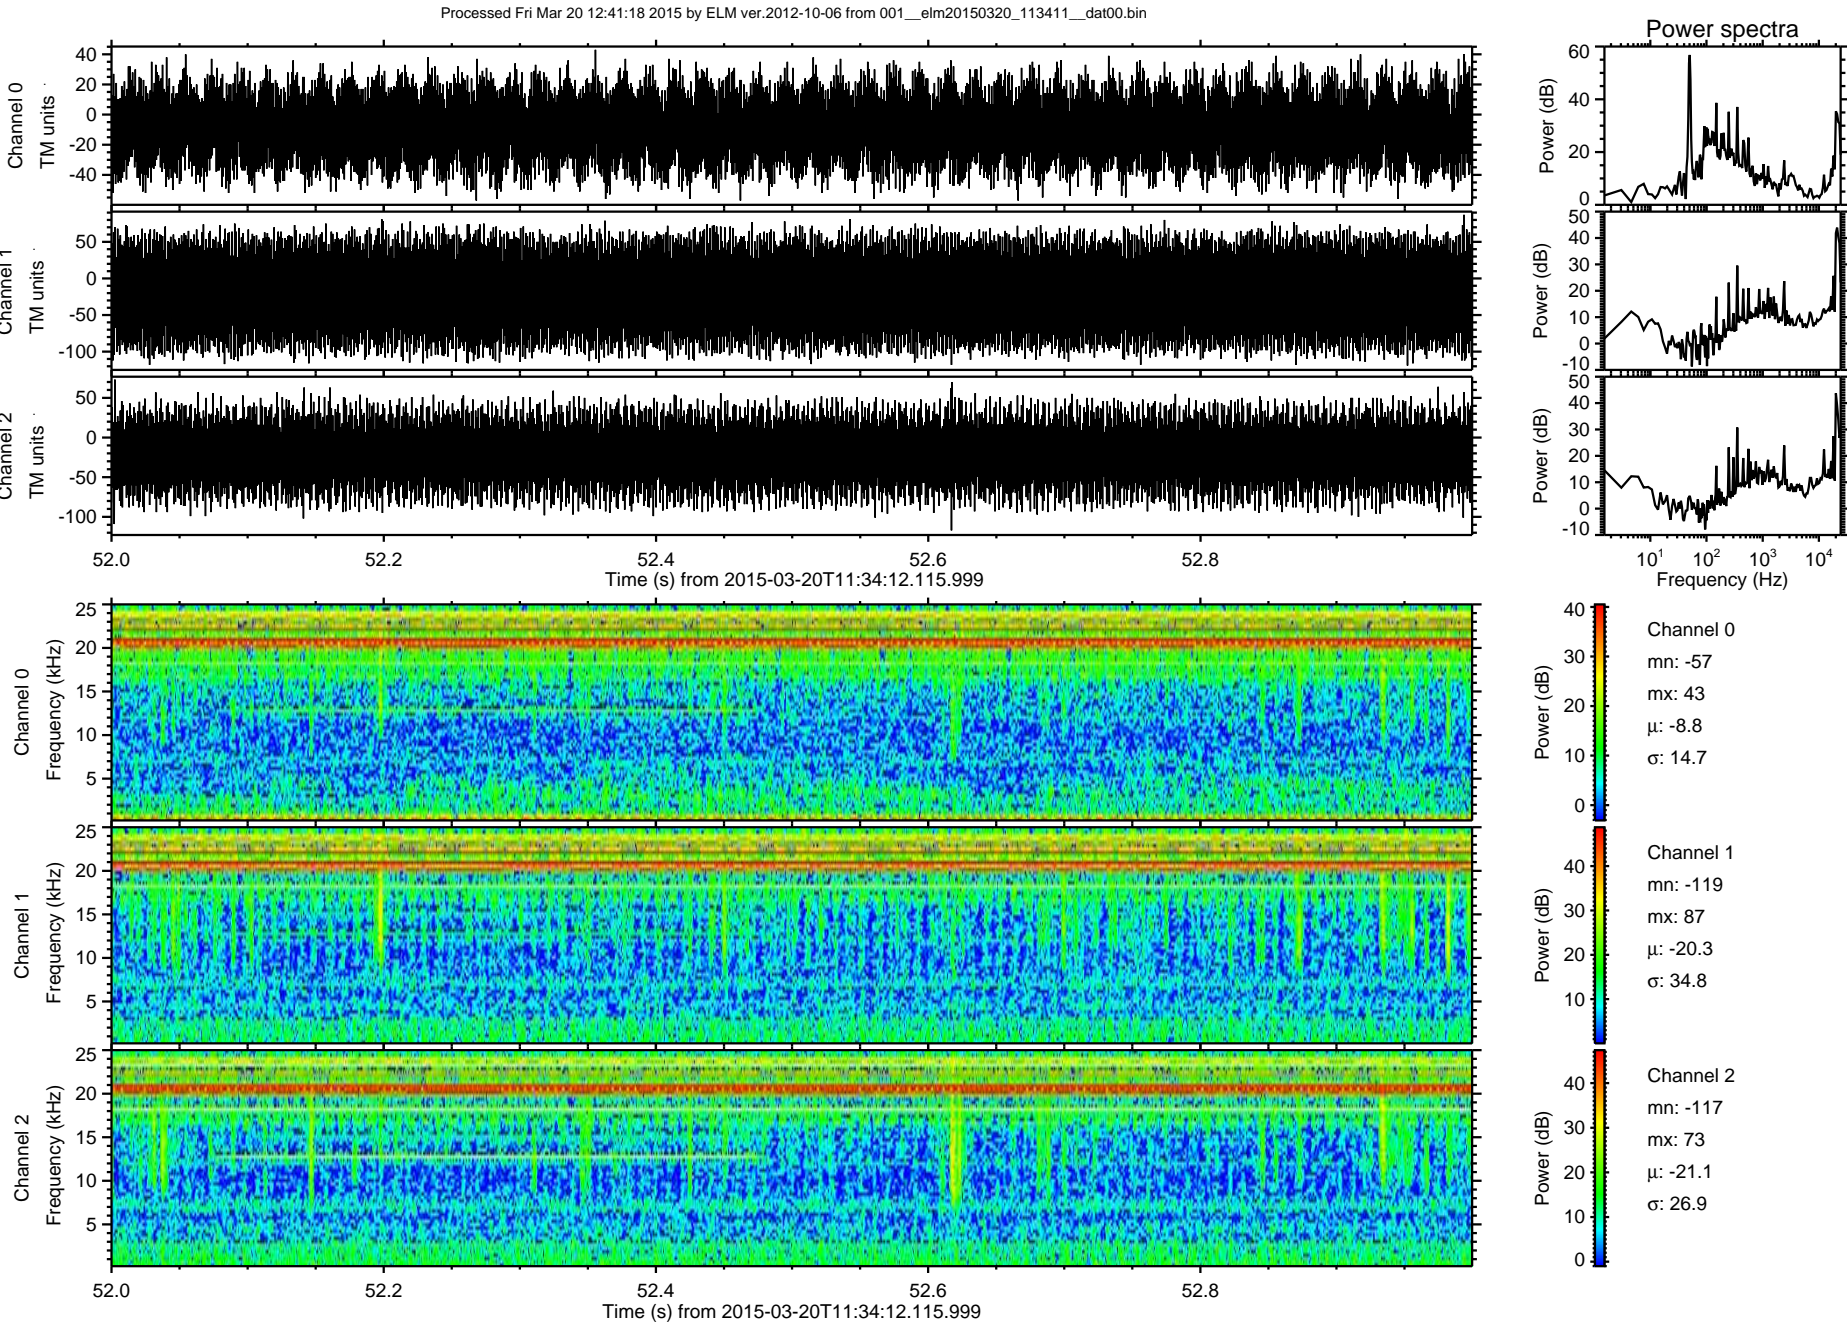 Processed Fri Mar 20 12:41:18 2015 by ELM ver.2012-10-06 from 001__elm20150320_113411__dat00.bin
Power spectra
Channel 0
TM units
40
20
0
-20
-40
Power (dB)
60
40
20
0
Channel 1
TM units
50
0
-50
-100
Power (dB)
50
40
30
20
10
0
-10
Channel 2
TM units
50
0
-50
-100
Power (dB)
50
40
30
20
10
0
-10
52.0 52.2 52.4 52.6 52.8
Time (s) from 2015-03-20T11:34:12.115.999
10¹ 10² 10³ 10⁴
Frequency (Hz)
Channel 0
Frequency (kHz)
25
20
15
10
5
Power (dB)
40
30
20
10
0
Channel 0
mn: -57
mx: 43
μ: -8.8
σ: 14.7
Channel 1
Frequency (kHz)
25
20
15
10
5
Power (dB)
40
30
20
10
Channel 1
mn: -119
mx: 87
μ: -20.3
σ: 34.8
Channel 2
Frequency (kHz)
25
20
15
10
5
Power (dB)
40
30
20
10
0
Channel 2
mn: -117
mx: 73
μ: -21.1
σ: 26.9
52.0 52.2 52.4 52.6 52.8
Time (s) from 2015-03-20T11:34:12.115.999